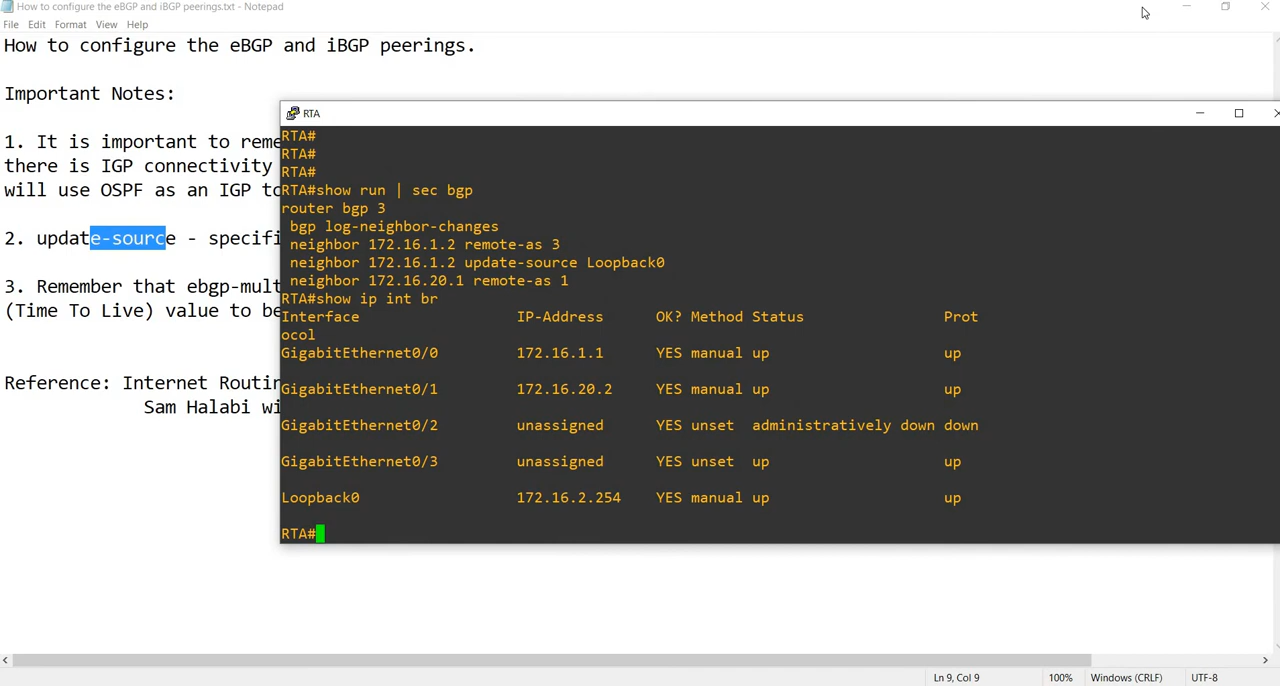 How to configure the eBGP and iBGP peerings.txt - Notepad
File Edit Format View Help
How to configure the eBGP and iBGP peerings.
Important Notes:
1. It is important to reme
there is IGP connectivity
will use OSPF as an IGP to
2. update-source - specifi
3. Remember that ebgp-mult
(Time To Live) value to be
Reference: Internet Routin
Sam Halabi wi
RTA
RTA#
RTA#
RTA#
RTA#show run | sec bgp
router bgp 3
bgp log-neighbor-changes
neighbor 172.16.1.2 remote-as 3
neighbor 172.16.1.2 update-source Loopback0
neighbor 172.16.20.1 remote-as 1
RTA#show ip int br
Interface IP-Address OK? Method Status Prot
ocol
GigabitEthernet0/0 172.16.1.1 YES manual up up
GigabitEthernet0/1 172.16.20.2 YES manual up up
GigabitEthernet0/2 unassigned YES unset administratively down down
GigabitEthernet0/3 unassigned YES unset up up
Loopback0 172.16.2.254 YES manual up up
RTA#
Ln 9, Col 9 100% Windows (CRLF) UTF-8